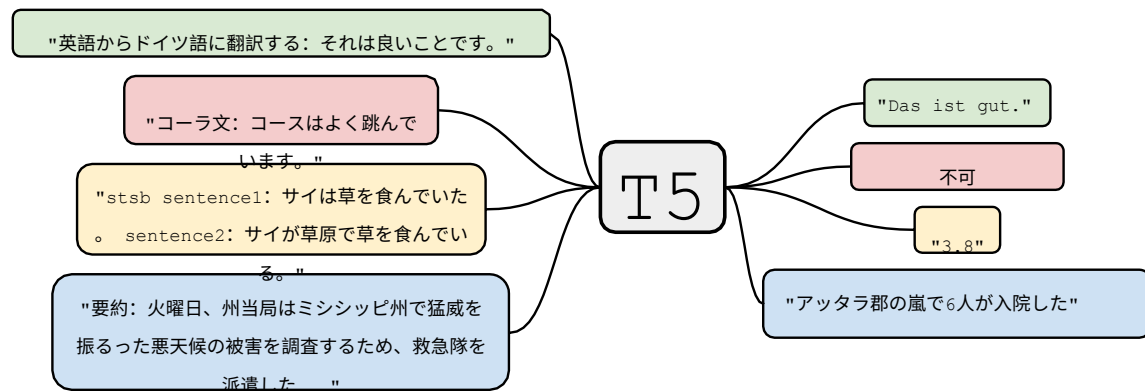 "英語からドイツ語に翻訳する: それは良いことです。"
"コーラ文: コースはよく跳んで
います。"
"stsb sentence1: サイは草を食んでいた
。 sentence2: サイが草原で草を食んでい
る。"
"要約: 火曜日、州当局はミシシッピ州で猛威を
振るった悪天候の被害を調査するため、救急隊を
派遣した... "
T5
"Das ist gut."
不可
"3.8"
"アッタラ郡の嵐で6人が入院した"